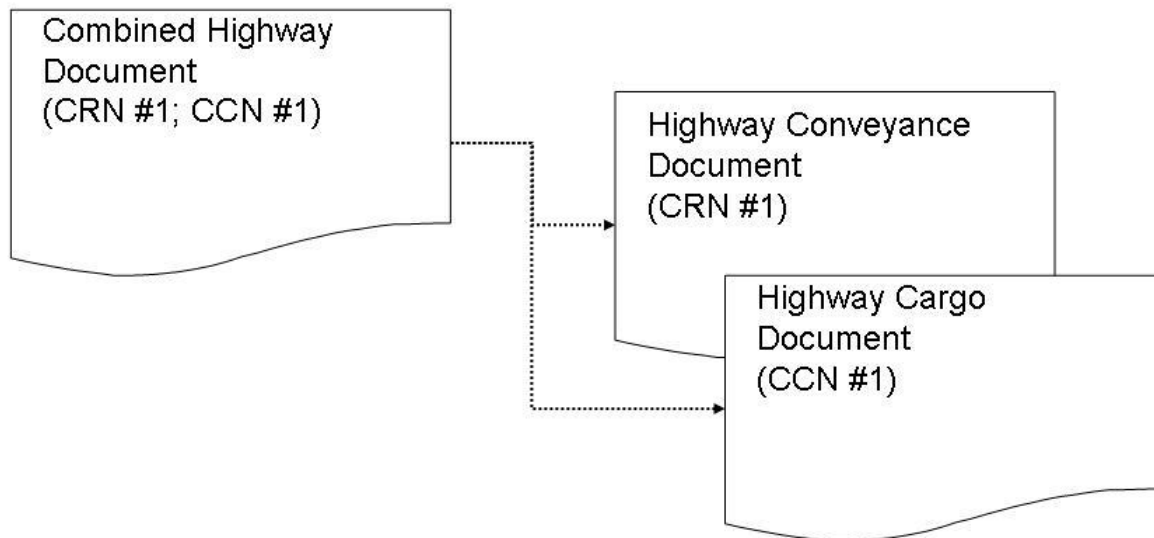 Combined Highway
Document
(CRN #1; CCN #1)
Highway Conveyance
Document
(CRN #1)
Highway Cargo
Document
(CCN #1)